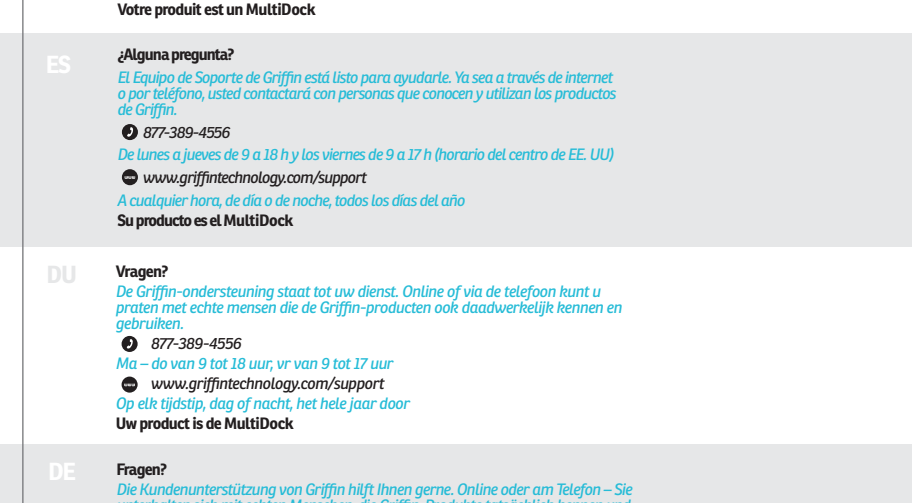 Votre produit est un MultiDock
ES
¿Alguna pregunta?
El Equipo de Soporte de Griffin está listo para ayudarle. Ya sea a través de internet
o por teléfono, usted contactará con personas que conocen y utilizan los productos
de Griffin.
877-389-4556
De lunes a jueves de 9 a 18 h y los viernes de 9 a 17 h (horario del centro de EE. UU)
www.griffintechnology.com/support
A cualquier hora, de día o de noche, todos los días del año
Su producto es el MultiDock
DU
Vragen?
De Griffin-ondersteuning staat tot uw dienst. Online of via de telefoon kunt u
praten met echte mensen die de Griffin-producten ook daadwerkelijk kennen en
gebruiken.
877-389-4556
Ma – do van 9 tot 18 uur, vr van 9 tot 17 uur
www.griffintechnology.com/support
Op elk tijdstip, dag of nacht, het hele jaar door
Uw product is de MultiDock
DE
Fragen?
Die Kundenunterstützung von Griffin hilft Ihnen gerne. Online oder am Telefon – Sie